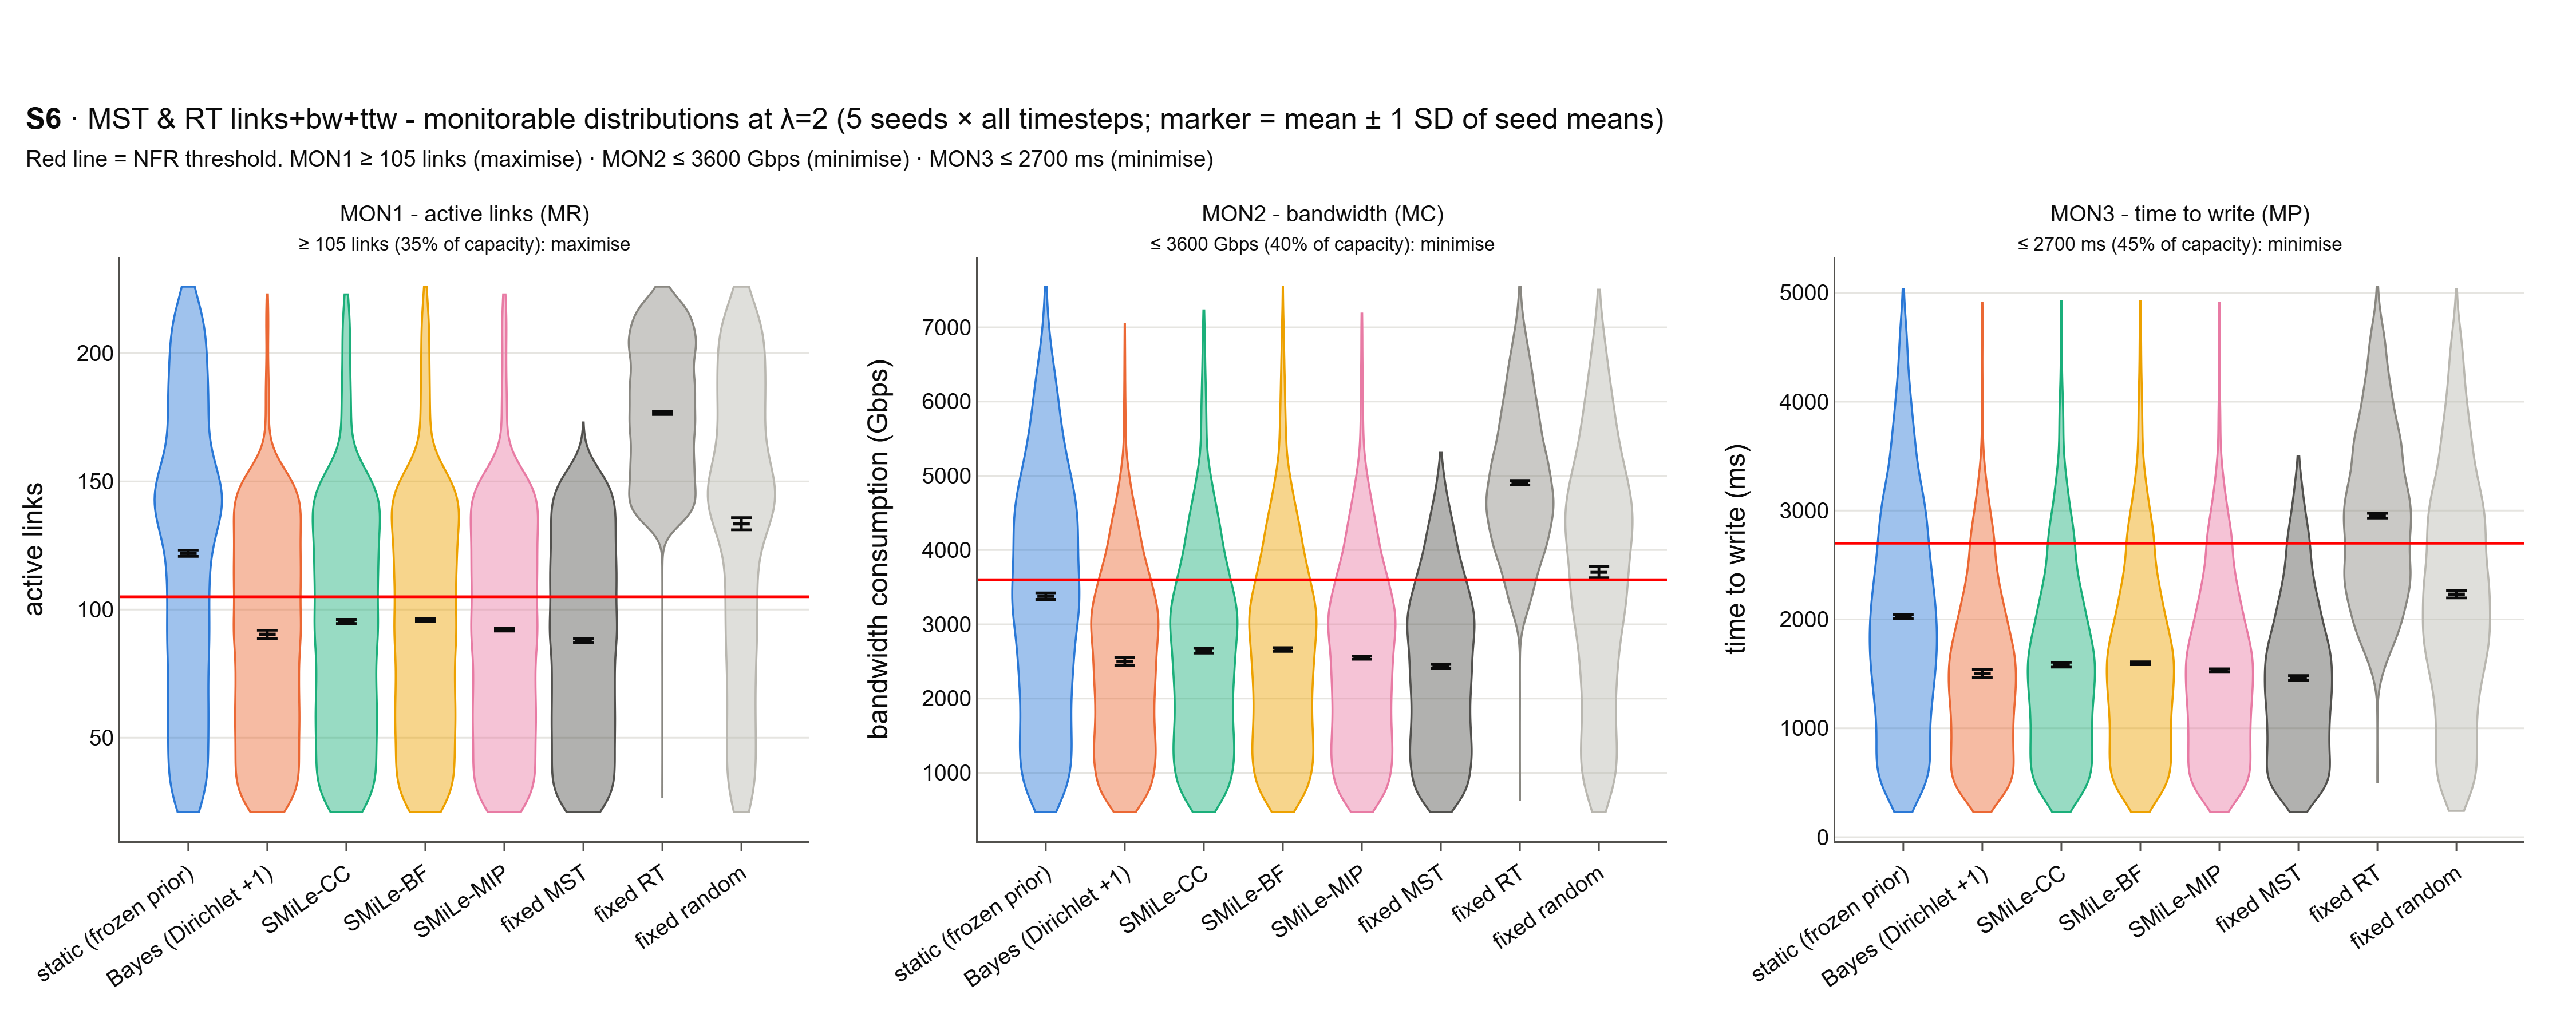 S6 · MST & RT links+bw+ttw - monitorable distributions at λ=2 (5 seeds × all timesteps; marker = mean ± 1 SD of seed means)
Red line = NFR threshold. MON1 ≥ 105 links (maximise) · MON2 ≤ 3600 Gbps (minimise) · MON3 ≤ 2700 ms (minimise)
MON1 - active links (MR)
≥ 105 links (35% of capacity): maximise
active links
200
150
100
50
static (frozen prior)
Bayes (Dirichlet +1)
SMiLe-CC
SMiLe-BF
SMiLe-MIP
fixed MST
fixed RT
fixed random
MON2 - bandwidth (MC)
≤ 3600 Gbps (40% of capacity): minimise
bandwidth consumption (Gbps)
7000
6000
5000
4000
3000
2000
1000
static (frozen prior)
Bayes (Dirichlet +1)
SMiLe-CC
SMiLe-BF
SMiLe-MIP
fixed MST
fixed RT
fixed random
MON3 - time to write (MP)
≤ 2700 ms (45% of capacity): minimise
time to write (ms)
5000
4000
3000
2000
1000
0
static (frozen prior)
Bayes (Dirichlet +1)
SMiLe-CC
SMiLe-BF
SMiLe-MIP
fixed MST
fixed RT
fixed random